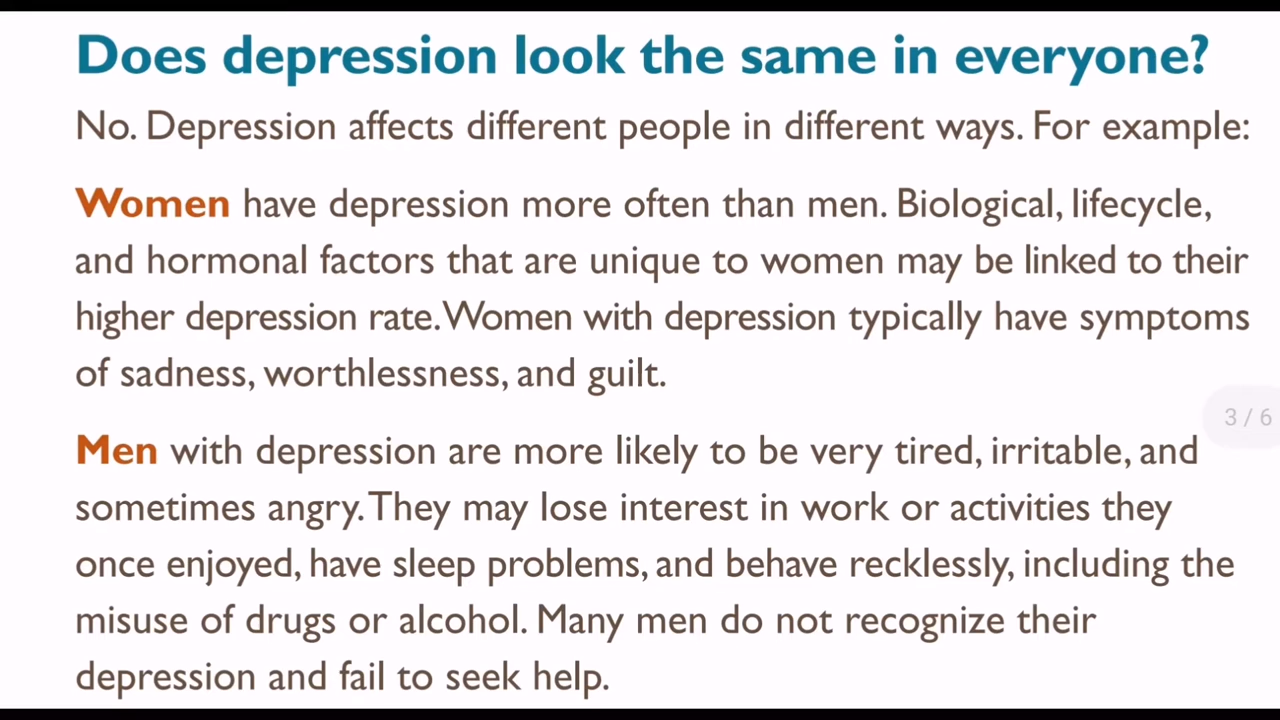 Does depression look the same in everyone?
No. Depression affects different people in different ways. For example:
Women have depression more often than men. Biological, lifecycle,
and hormonal factors that are unique to women may be linked to their
higher depression rate. Women with depression typically have symptoms
of sadness, worthlessness, and guilt.
Men with depression are more likely to be very tired, irritable, and
sometimes angry. They may lose interest in work or activities they
once enjoyed, have sleep problems, and behave recklessly, including the
misuse of drugs or alcohol. Many men do not recognize their
depression and fail to seek help.
3 / 6